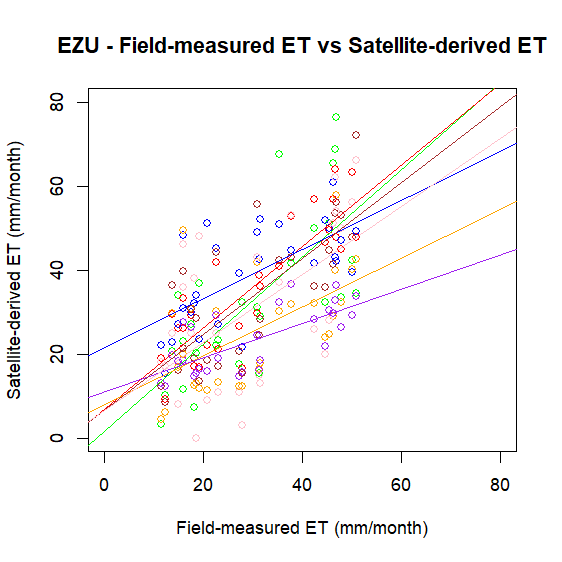 EZU - Field-measured ET vs Satellite-derived ET
Satellite-derived ET (mm/month)
80
60
40
20
0
0 20 40 60 80
Field-measured ET (mm/month)